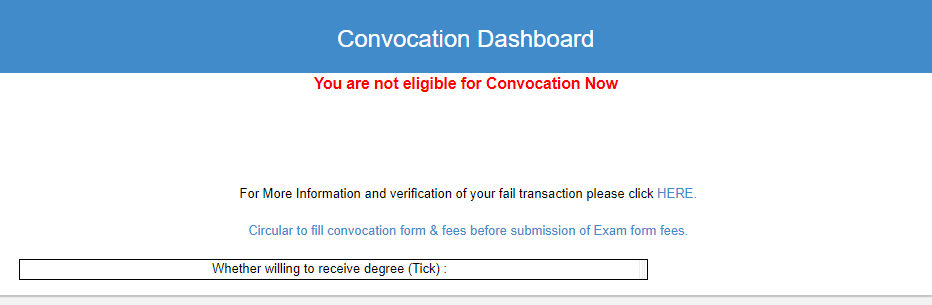 Convocation Dashboard
You are not eligible for Convocation Now
For More Information and verification of your fail transaction please click HERE.
Circular to fill convocation form & fees before submission of Exam form fees.
Whether willing to receive degree (Tick) :